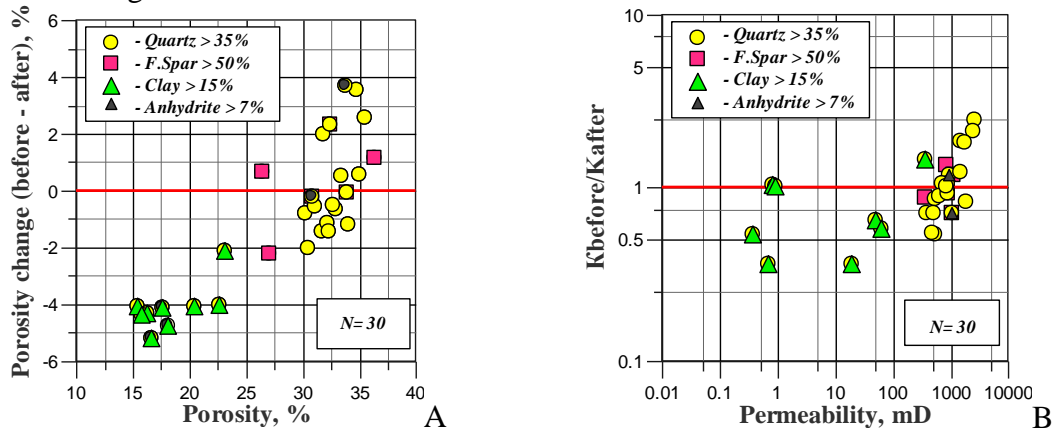 Porosity change (before - after), %
6
4
2
0
-2
-4
-6
- Quartz > 35%
- F.Spar > 50%
- Clay > 15%
- Anhydrite > 7%
N= 30
10 15 20 25 30 35 40
Porosity, %
A
Kbefore/Kafter
10
5
1
0.5
0.1
- Quartz > 35%
- F.Spar > 50%
- Clay > 15%
- Anhydrite > 7%
N= 30
0.01 0.1 1 10 100 1000 10000
Permeability, mD
B